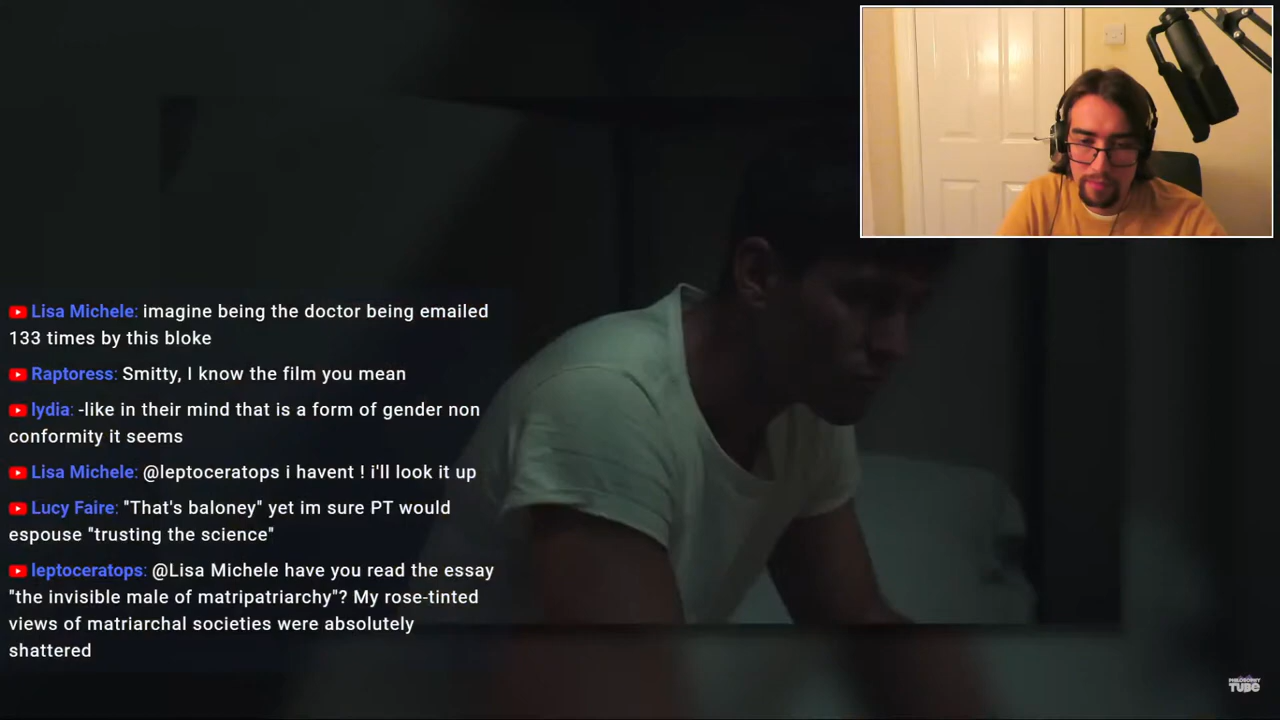 Lisa Michele: imagine being the doctor being emailed
133 times by this bloke
Raptoress: Smitty, I know the film you mean
lydia: -like in their mind that is a form of gender non
conformity it seems
Lisa Michele: @leptoceratops i havent ! i'll look it up
Lucy Faire: "That's baloney" yet im sure PT would
espouse "trusting the science"
leptoceratops: @Lisa Michele have you read the essay
"the invisible male of matripatriarchy"? My rose-tinted
views of matriarchal societies were absolutely
shattered
PHILOSOPHY
TUBE